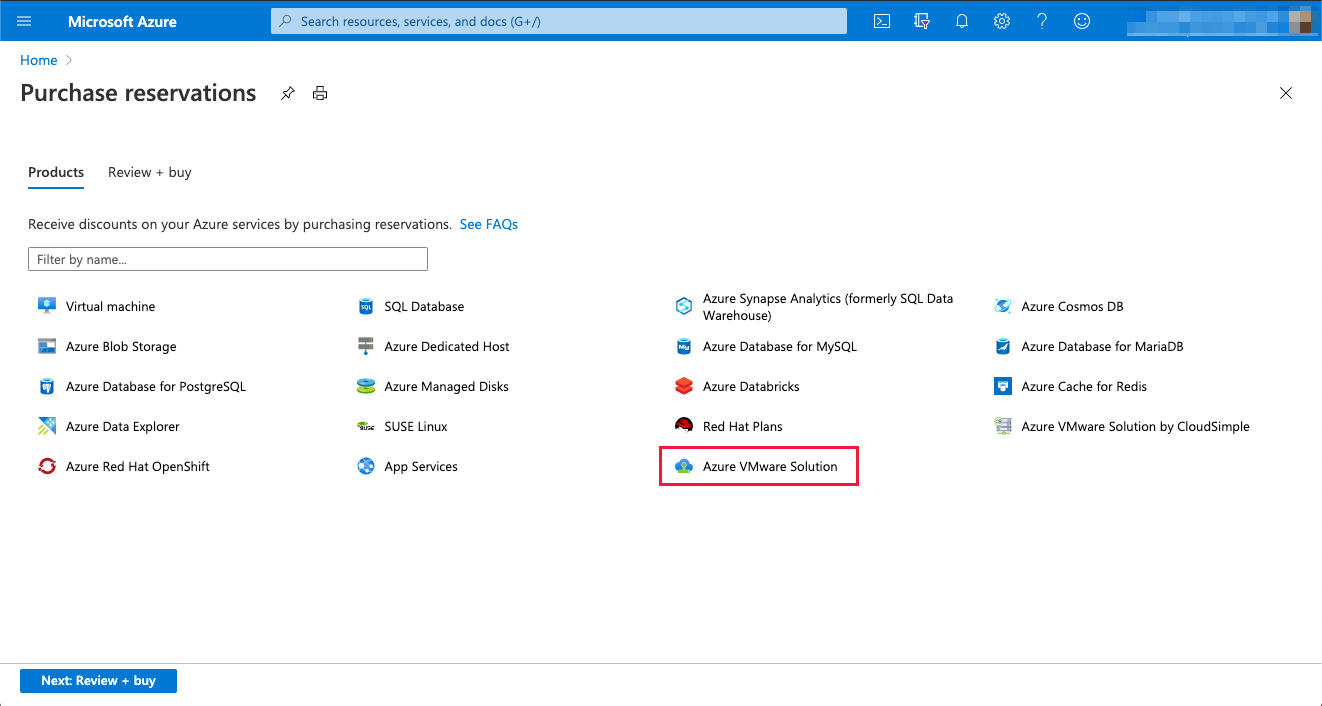 Microsoft Azure
Search resources, services, and docs (G+/)
Home
Purchase reservations
Products
Review + buy
Receive discounts on your Azure services by purchasing reservations. See FAQs
Filter by name...
Virtual machine
SQL Database
Azure Synapse Analytics (formerly SQL Data
Warehouse)
Azure Cosmos DB
Azure Blob Storage
Azure Dedicated Host
Azure Database for MySQL
Azure Database for MariaDB
Azure Database for PostgreSQL
Azure Managed Disks
Azure Databricks
Azure Cache for Redis
Azure Data Explorer
SUSE Linux
Red Hat Plans
Azure VMware Solution by CloudSimple
Azure Red Hat OpenShift
App Services
Azure VMware Solution
Next: Review + buy